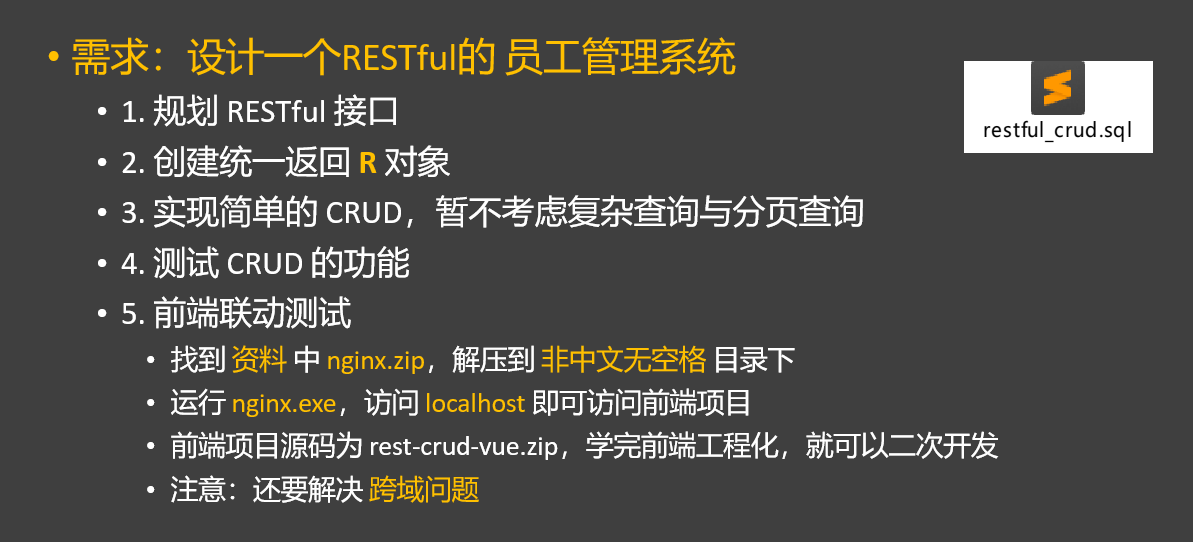 • 需求：设计一个RESTful的 员工管理系统
• 1. 规划 RESTful 接口
• 2. 创建统一返回 R 对象
• 3. 实现简单的 CRUD，暂不考虑复杂查询与分页查询
• 4. 测试 CRUD 的功能
• 5. 前端联动测试
• 找到 资料 中 nginx.zip，解压到 非中文无空格 目录下
• 运行 nginx.exe，访问 localhost 即可访问前端项目
• 前端项目源码为 rest-crud-vue.zip，学完前端工程化，就可以二次开发
• 注意：还要解决 跨域问题
restful_crud.sql